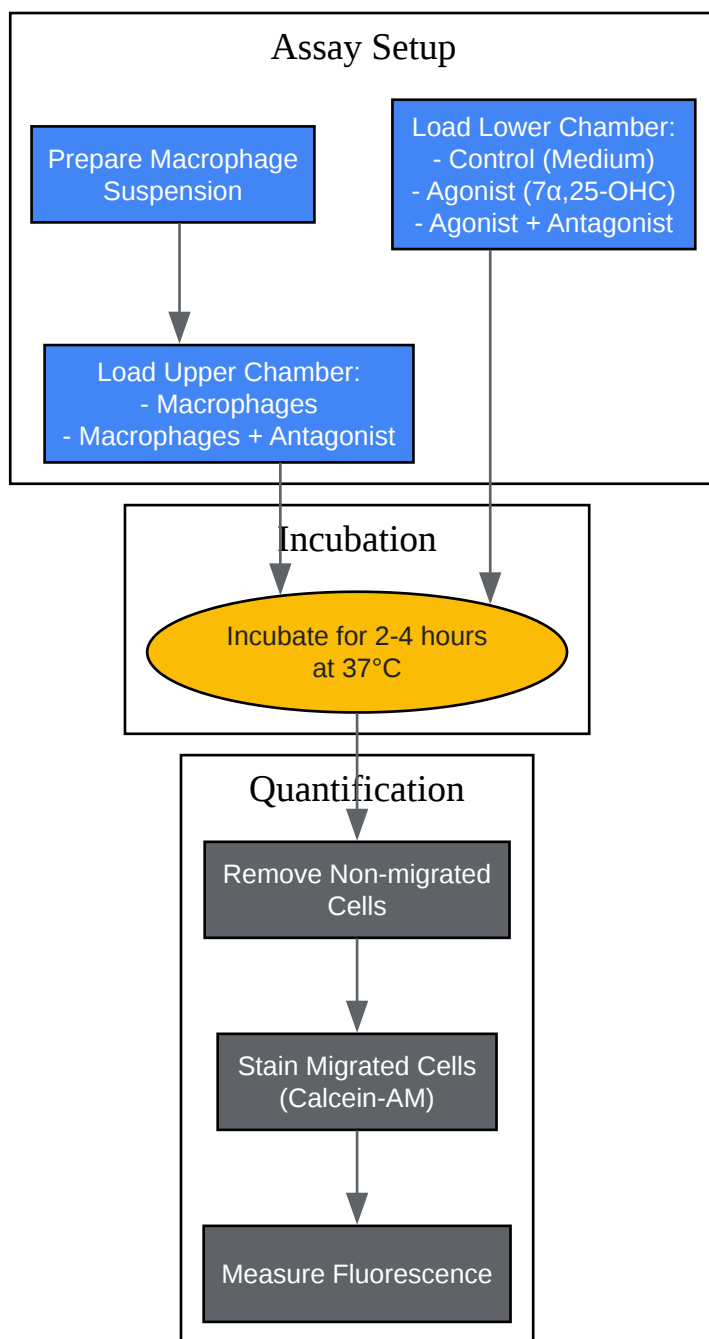 Assay Setup
Prepare Macrophage
Suspension
Load Lower Chamber:
- Control (Medium)
- Agonist (7α,25-OHC)
- Agonist + Antagonist
Load Upper Chamber:
- Macrophages
- Macrophages + Antagonist
Incubation
Incubate for 2-4 hours
at 37°C
Quantification
Remove Non-migrated
Cells
Stain Migrated Cells
(Calcein-AM)
Measure Fluorescence